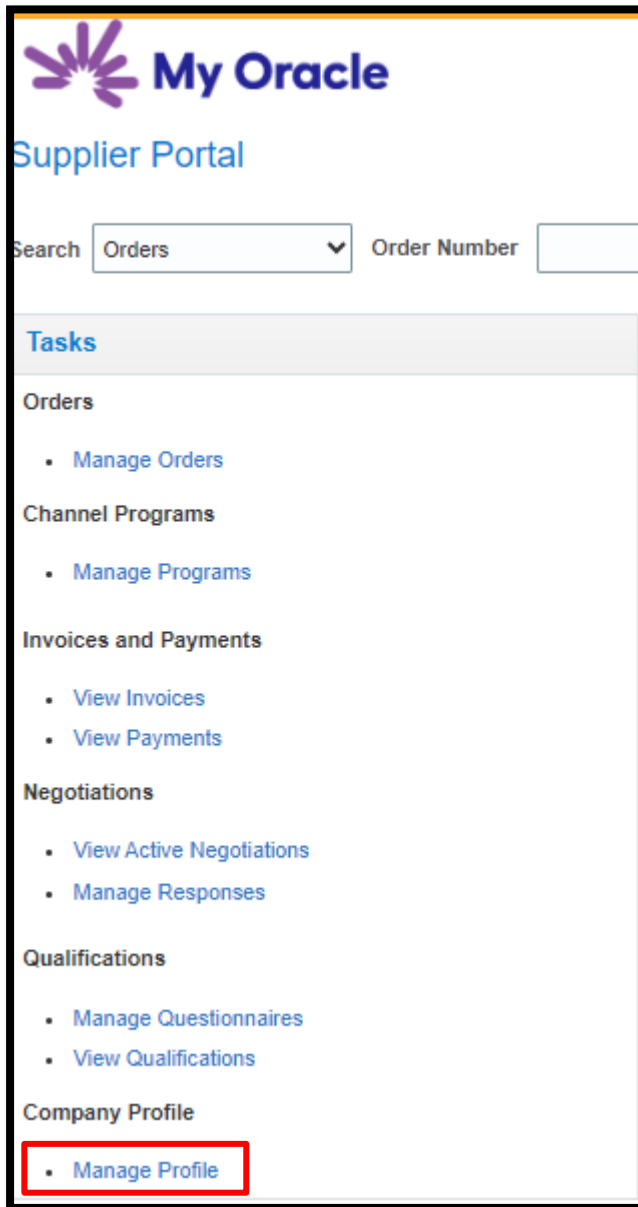 My Oracle
Supplier Portal
Search Orders Order Number
Tasks
Orders
• Manage Orders
Channel Programs
• Manage Programs
Invoices and Payments
• View Invoices
• View Payments
Negotiations
• View Active Negotiations
• Manage Responses
Qualifications
• Manage Questionnaires
• View Qualifications
Company Profile
• Manage Profile